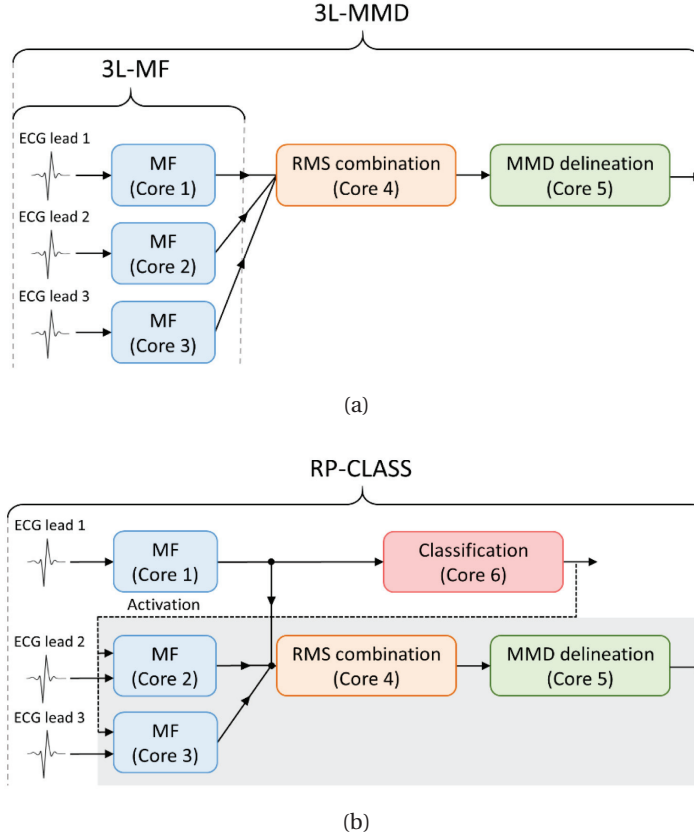 3L-MMD
3L-MF
ECG lead 1
MF
(Core 1)
RMS combination
(Core 4)
MMD delineation
(Core 5)
ECG lead 2
MF
(Core 2)
ECG lead 3
MF
(Core 3)
(a)
RP-CLASS
ECG lead 1
MF
(Core 1)
Classification
(Core 6)
Activation
ECG lead 2
MF
(Core 2)
RMS combination
(Core 4)
MMD delineation
(Core 5)
ECG lead 3
MF
(Core 3)
(b)